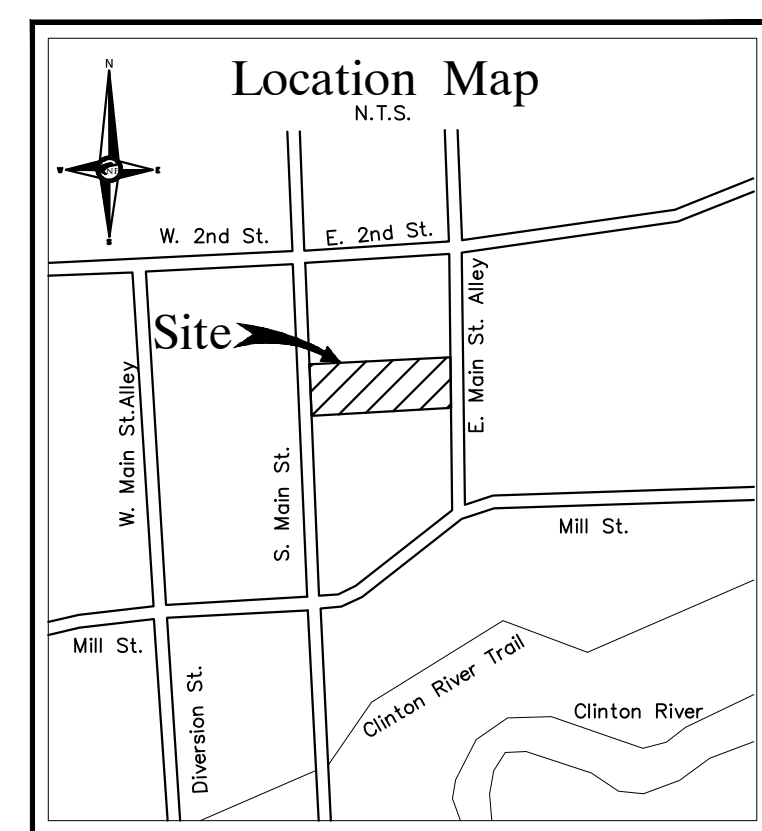 Location Map
N.T.S.
N
W
E
S
W. 2nd St.
E. 2nd St.
Site
E. Main St. Alley
W. Main St.Alley
S. Main St.
Mill St.
Mill St.
Diversion St.
Clinton River Trail
Clinton River